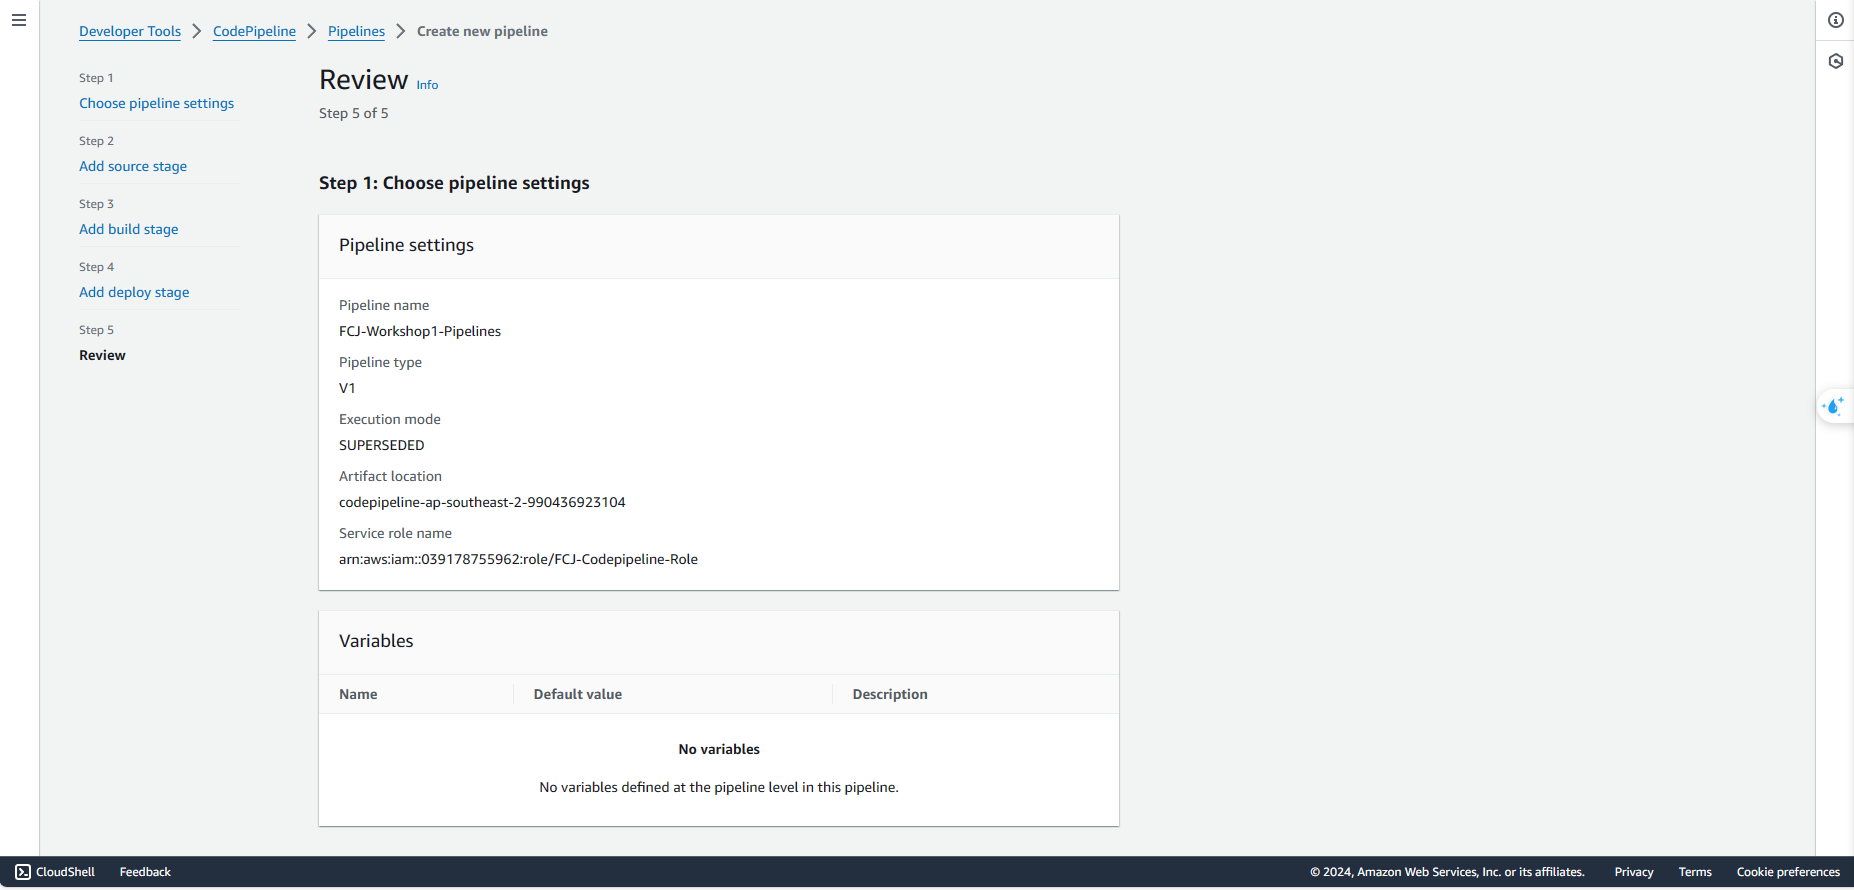 Developer Tools
CodePipeline
Pipelines
Create new pipeline
Step 1
Choose pipeline settings
Step 2
Add source stage
Step 3
Add build stage
Step 4
Add deploy stage
Step 5
Review
Review Info
Step 5 of 5
Step 1: Choose pipeline settings
Pipeline settings
Pipeline name
FCJ-Workshop1-Pipelines
Pipeline type
V1
Execution mode
SUPERSEDED
Artifact location
codepipeline-ap-southeast-2-990436923104
Service role name
arn:aws:iam::039178755962:role/FCJ-Codepipeline-Role
Variables
Name Default value Description
No variables
No variables defined at the pipeline level in this pipeline.
CloudShell Feedback © 2024, Amazon Web Services, Inc. or its affiliates. Privacy Terms Cookie preferences